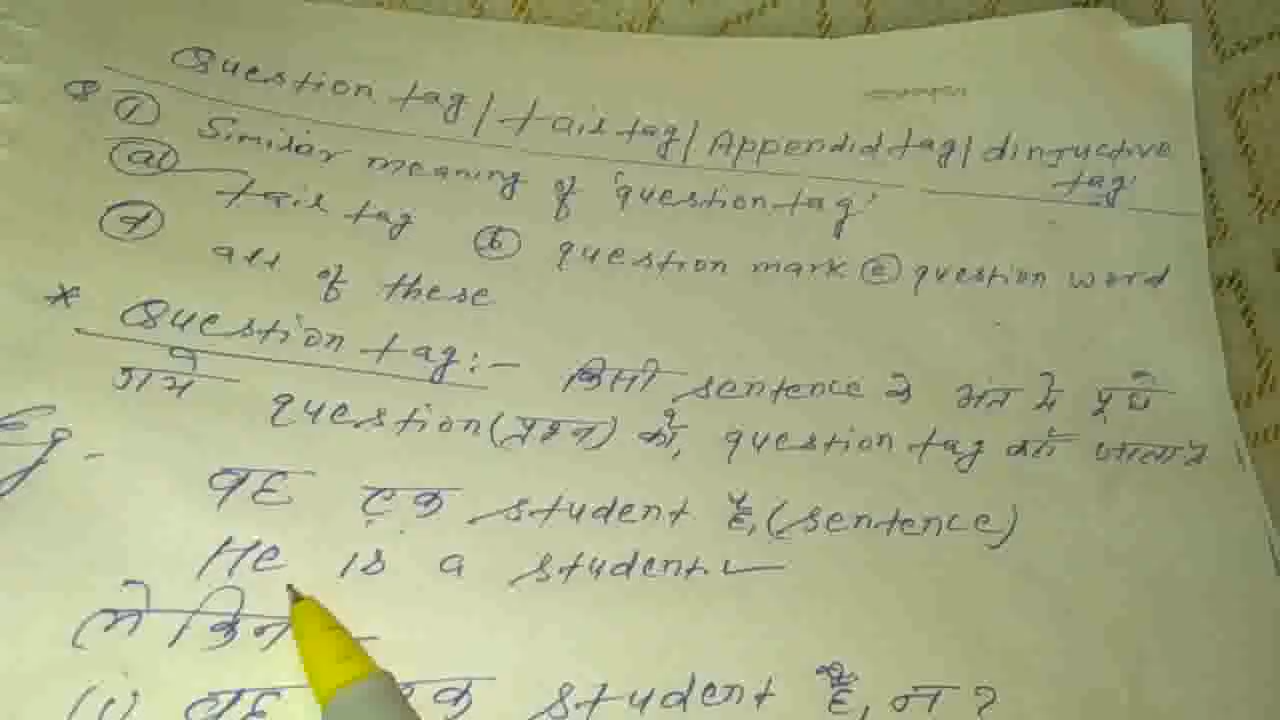 Question tag/ tail tag/ Appendid tag/ dinjuctive tag
Q ① Similar meaning of 'question tag'
ⓐ tail tag ⓑ question mark ⓒ question word
ⓓ all of these
* Question tag:- किसी sentence के अंत मे पूछे
गये question(प्रश्न) को, question tag कहाँ जाता है
Eg. - वह एक student है, (sentence)
He is a student.
लेकिन -
(i) वह एक student है, न?